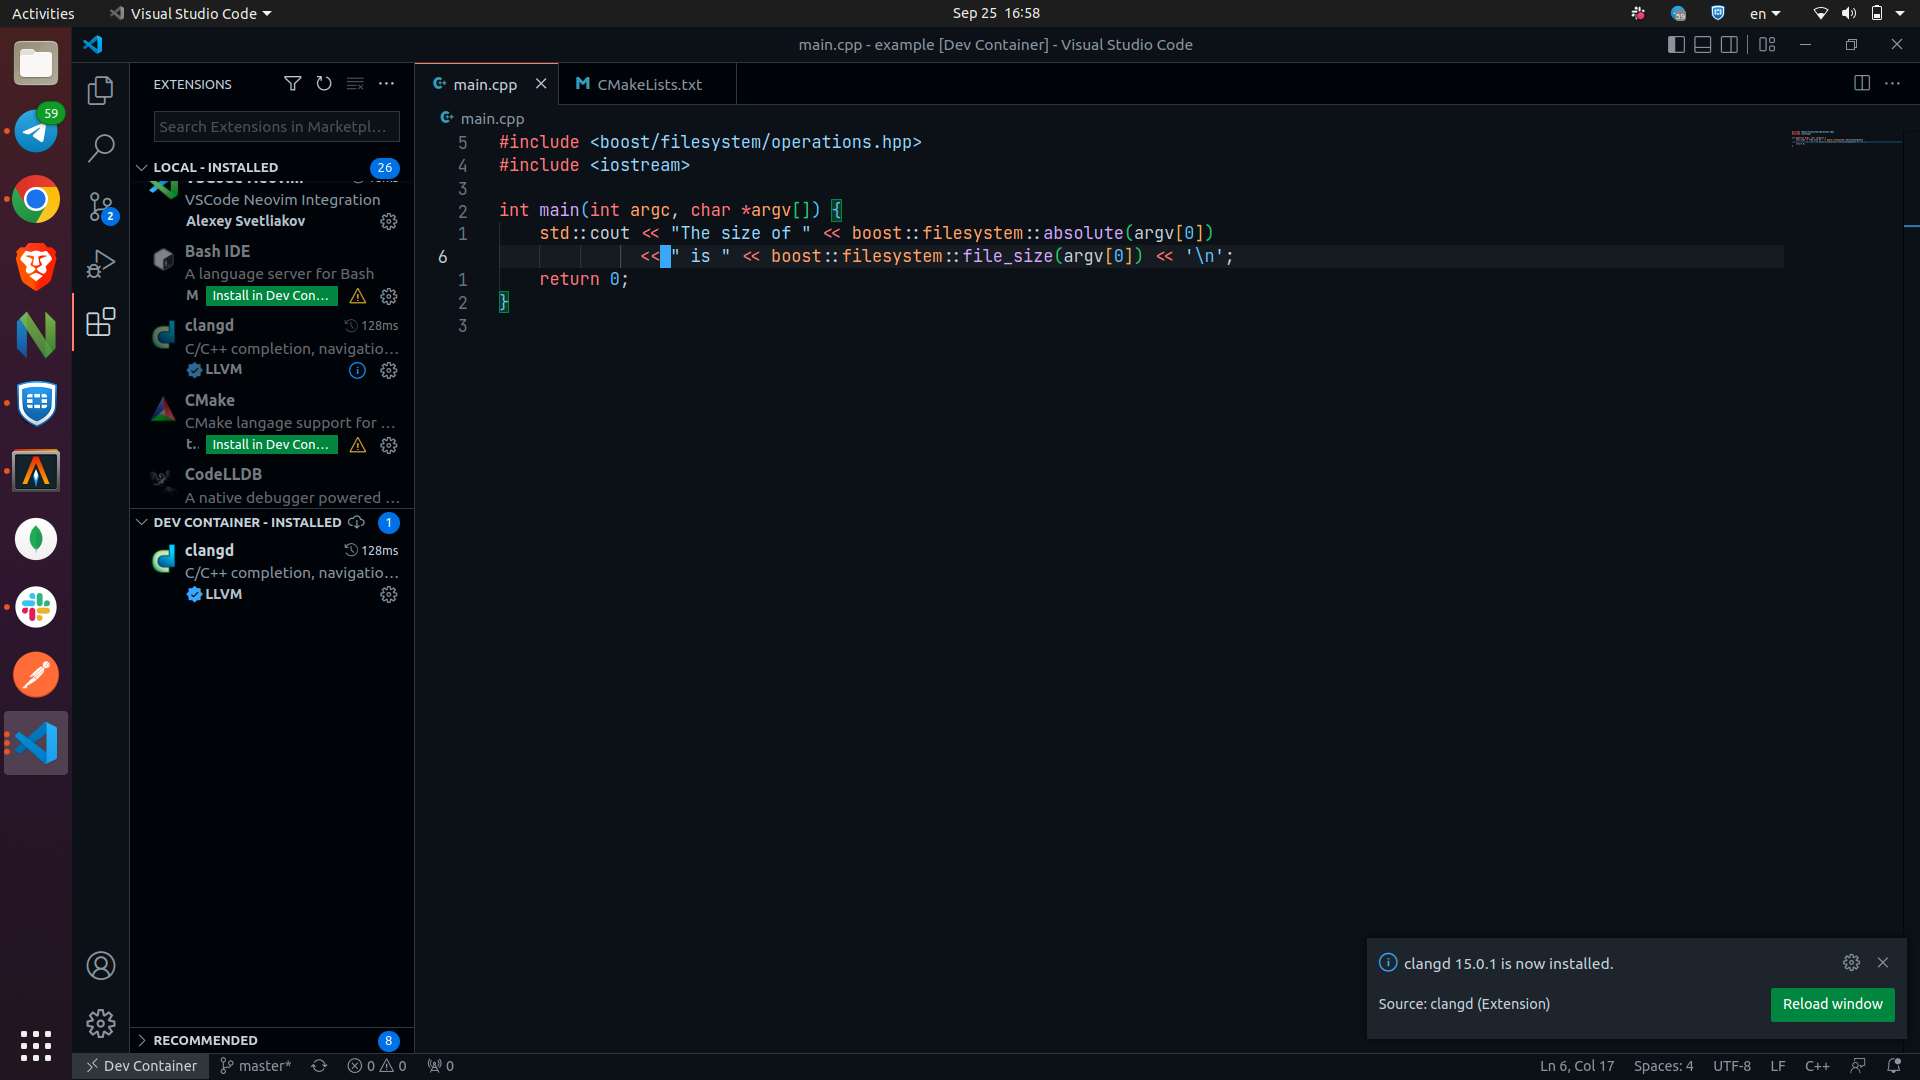 Activities
Visual Studio Code
Sep 25 16:58
59
en
main.cpp - example [Dev Container] - Visual Studio Code
59
2
EXTENSIONS
Search Extensions in Marketpl...
LOCAL - INSTALLED
26
VSCode Neovim
VSCode Neovim Integration
Alexey Svetliakov
Bash IDE
A language server for Bash
M
Install in Dev Con...
clangd
128ms
C/C++ completion, navigatio...
LLVM
CMake
CMake langage support for ...
t..
Install in Dev Con...
CodeLLDB
A native debugger powered ...
DEV CONTAINER - INSTALLED
1
clangd
128ms
C/C++ completion, navigatio...
LLVM
RECOMMENDED
8
main.cpp
CMakeLists.txt
main.cpp
5 #include <boost/filesystem/operations.hpp>
4 #include <iostream>
3
2 int main(int argc, char *argv[]) {
1 std::cout << "The size of " << boost::filesystem::absolute(argv[0])
6 << " is " << boost::filesystem::file_size(argv[0]) << '\n';
1 return 0;
2 }
3
clangd 15.0.1 is now installed.
Source: clangd (Extension)
Reload window
Dev Container
master*
0
0
0
Ln 6, Col 17
Spaces: 4
UTF-8
LF
C++